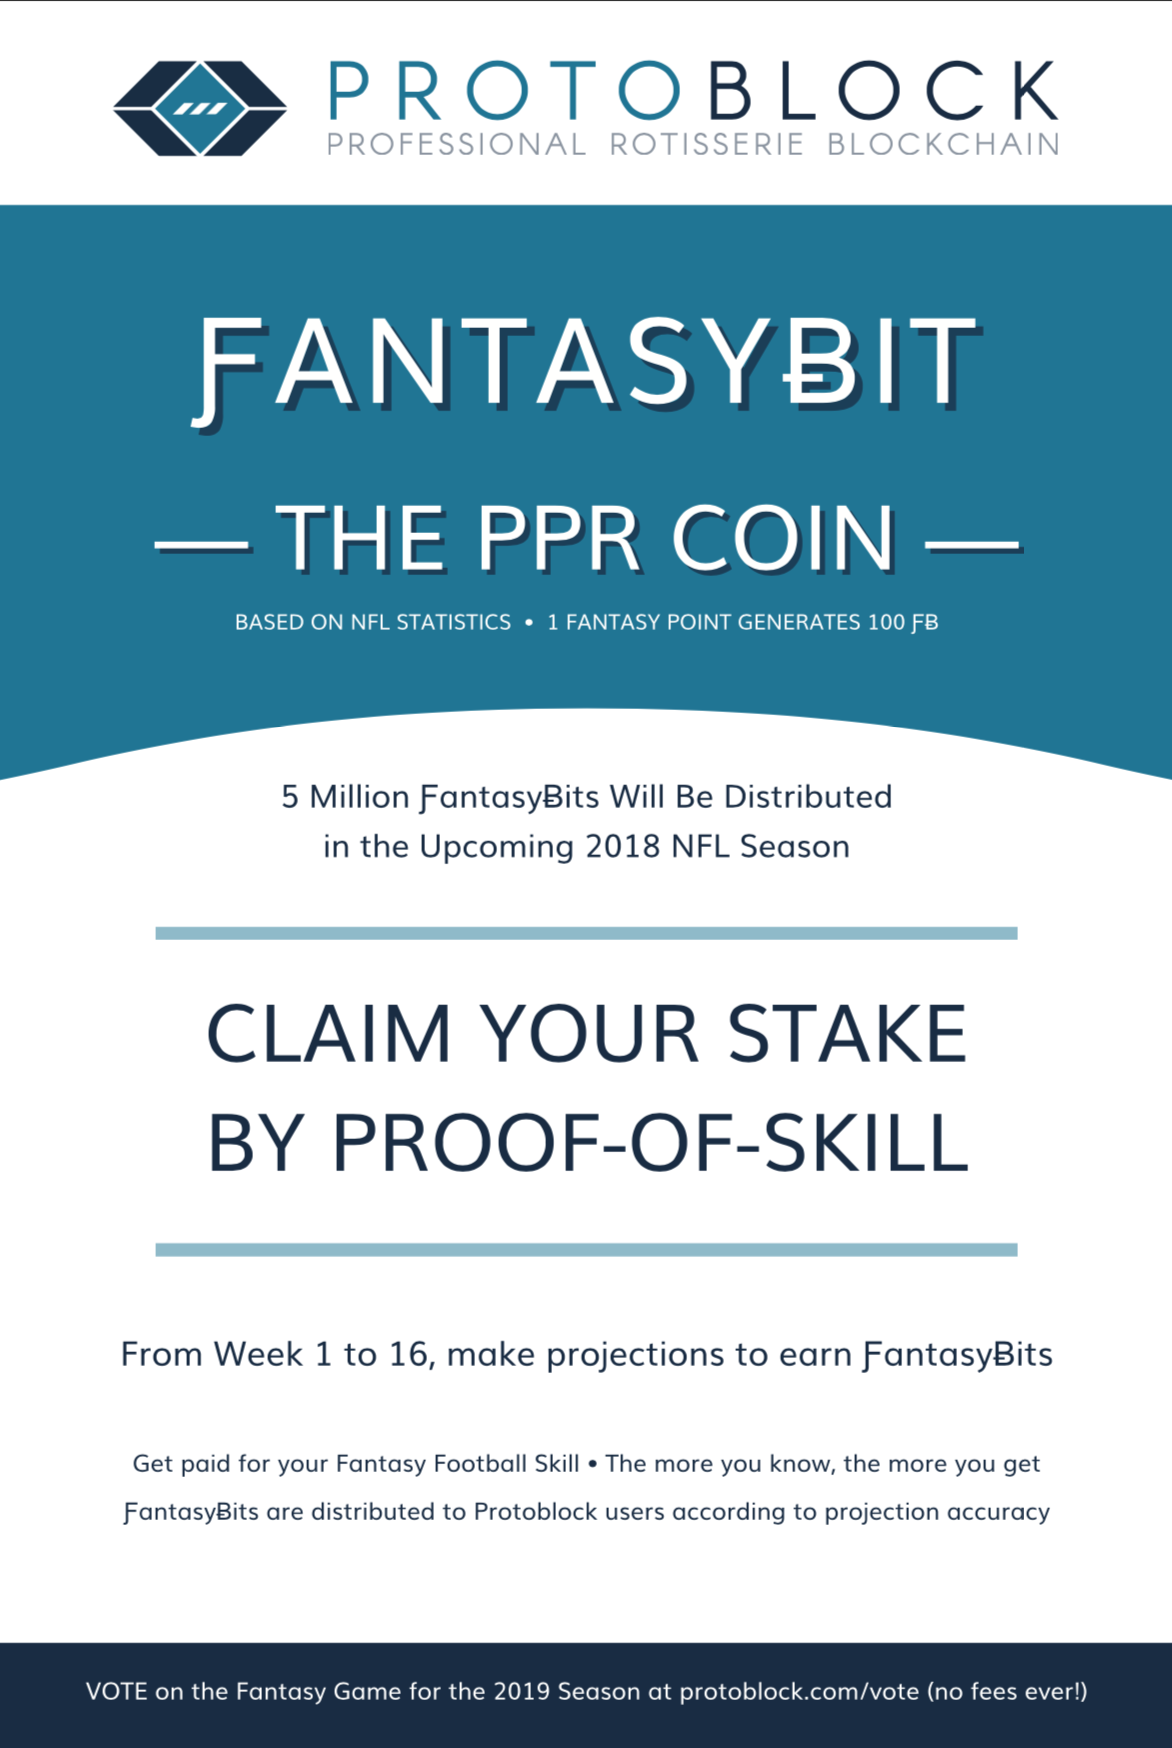 PROTOBLOCK
PROFESSIONAL ROTISSERIE BLOCKCHAIN
ƑANTASYɃIT
— THE PPR COIN —
BASED ON NFL STATISTICS • 1 FANTASY POINT GENERATES 100 ƑɃ
5 Million ƑantasyɃits Will Be Distributed
in the Upcoming 2018 NFL Season
CLAIM YOUR STAKE
BY PROOF-OF-SKILL
From Week 1 to 16, make projections to earn ƑantasyɃits
Get paid for your Fantasy Football Skill • The more you know, the more you get
ƑantasyɃits are distributed to Protoblock users according to projection accuracy
VOTE on the Fantasy Game for the 2019 Season at protoblock.com/vote (no fees ever!)